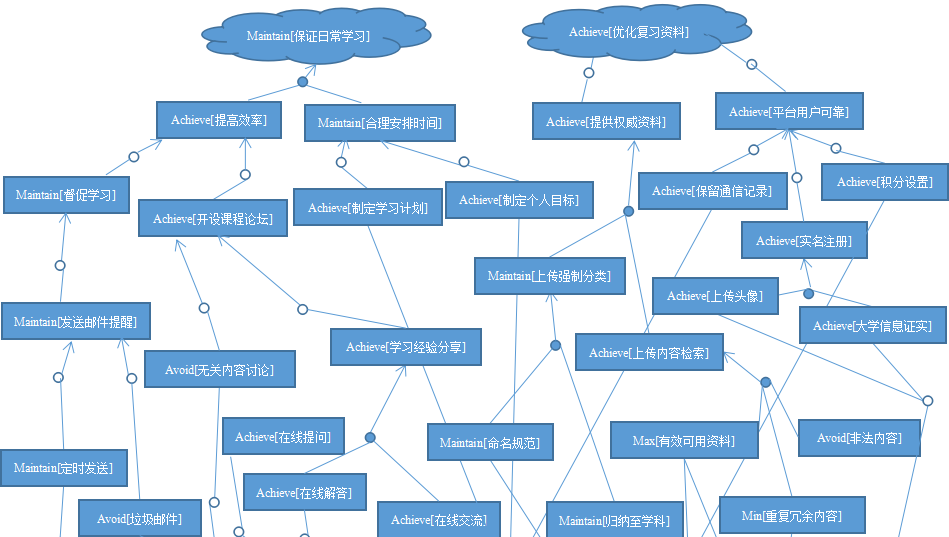 Maintain[保证日常学习]
Achieve[优化复习资料]
Achieve[提高效率]
Maintain[合理安排时间]
Achieve[提供权威资料]
Achieve[平台用户可靠]
Maintain[督促学习]
Achieve[开设课程论坛]
Achieve[制定学习计划]
Achieve[制定个人目标]
Achieve[保留通信记录]
Achieve[积分设置]
Achieve[实名注册]
Maintain[上传强制分类]
Achieve[上传头像]
Maintain[发送邮件提醒]
Achieve[大学信息证实]
Achieve[学习经验分享]
Achieve[上传内容检索]
Avoid[无关内容讨论]
Achieve[在线提问]
Maintain[命名规范]
Max[有效可用资料]
Avoid[非法内容]
Maintain[定时发送]
Achieve[在线解答]
Avoid[垃圾邮件]
Achieve[在线交流]
Maintain[归纳至学科]
Min[重复冗余内容]